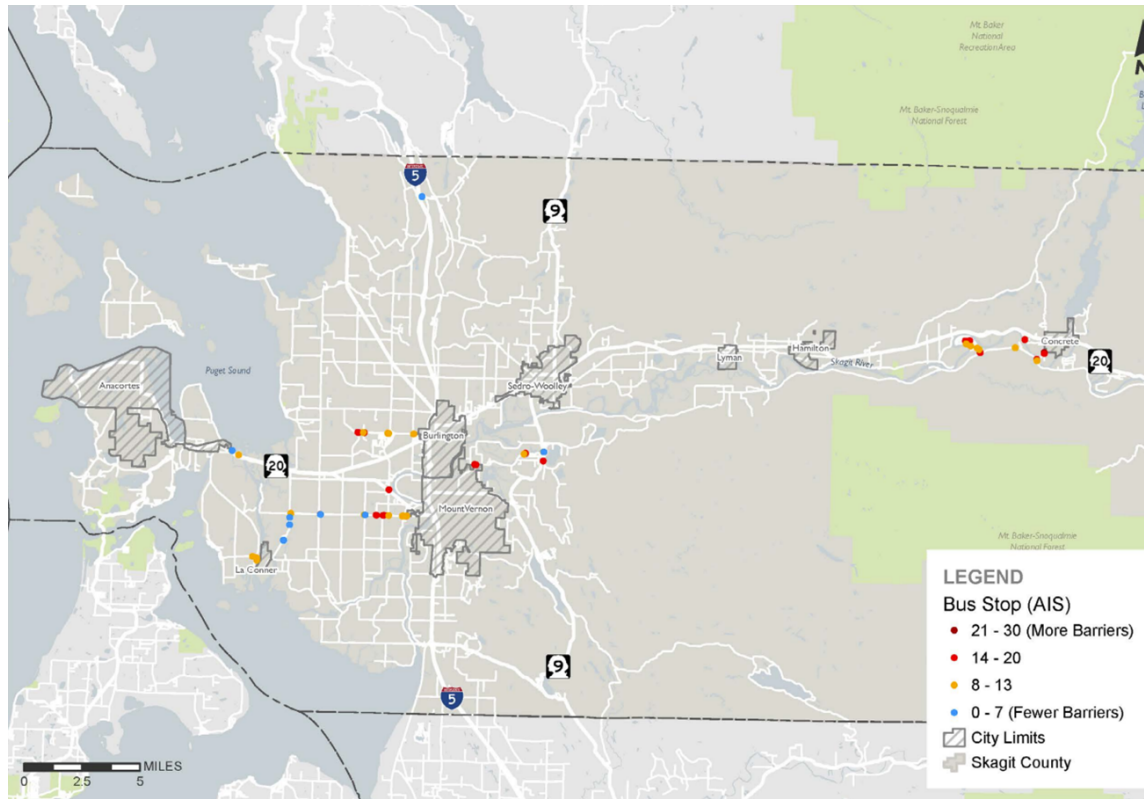 Mt Baker
National
Recreation Area
Mt. Baker-Snoqualmie
National Forest
N
5
9
Anacortes
Puget Sound
Sedro-Woolley
Lyman
Hamilton
Skagit River
Concrete
20
Burlington
20
Mount Vernon
La Conner
Mt. Baker-Snoqualmie
National Forest
9
5
MILES
0 2.5 5
LEGEND
Bus Stop (AIS)
21 - 30 (More Barriers)
14 - 20
8 - 13
0 - 7 (Fewer Barriers)
City Limits
Skagit County